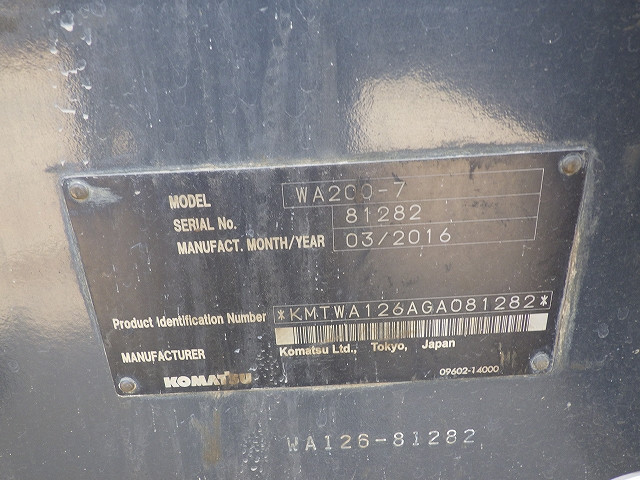 MODEL WA200-7
SERIAL No. 81282
MANUFACT. MONTH/YEAR 03/2016
Product Identification Number *KMTWA126AGA081282*
MANUFACTURER Komatsu Ltd., Tokyo, Japan
KOMATSU 09602-14000
WA126-81282